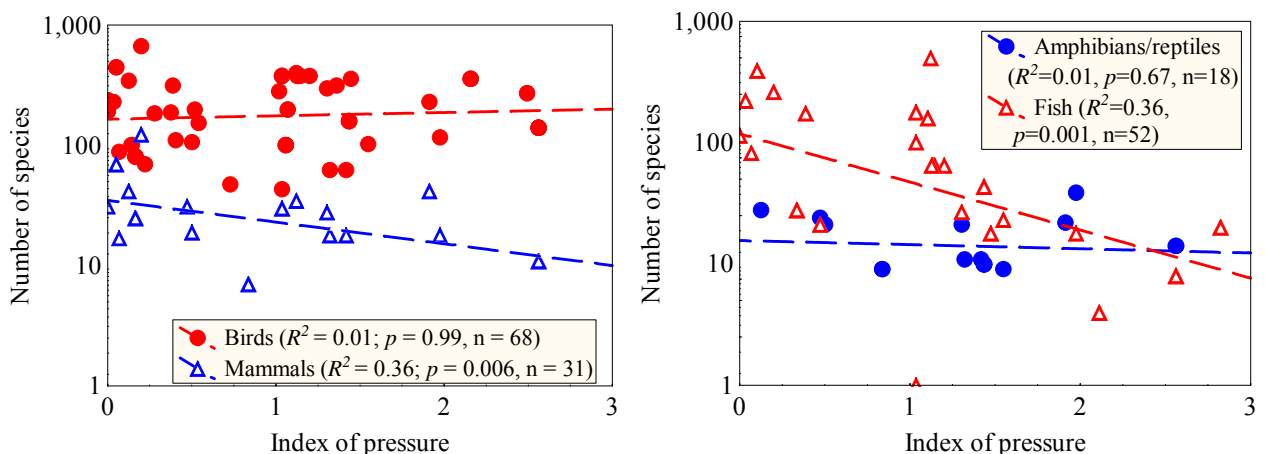 1,000
100
10
1
Number of species
0
1
2
3
Index of pressure
Birds (R² = 0.01; p = 0.99, n = 68)
Mammals (R² = 0.36; p = 0.006, n = 31)
1,000
100
10
1
Number of species
0
1
2
3
Index of pressure
Amphibians/reptiles
(R²=0.01, p=0.67, n=18)
Fish (R²=0.36,
p=0.001, n=52)